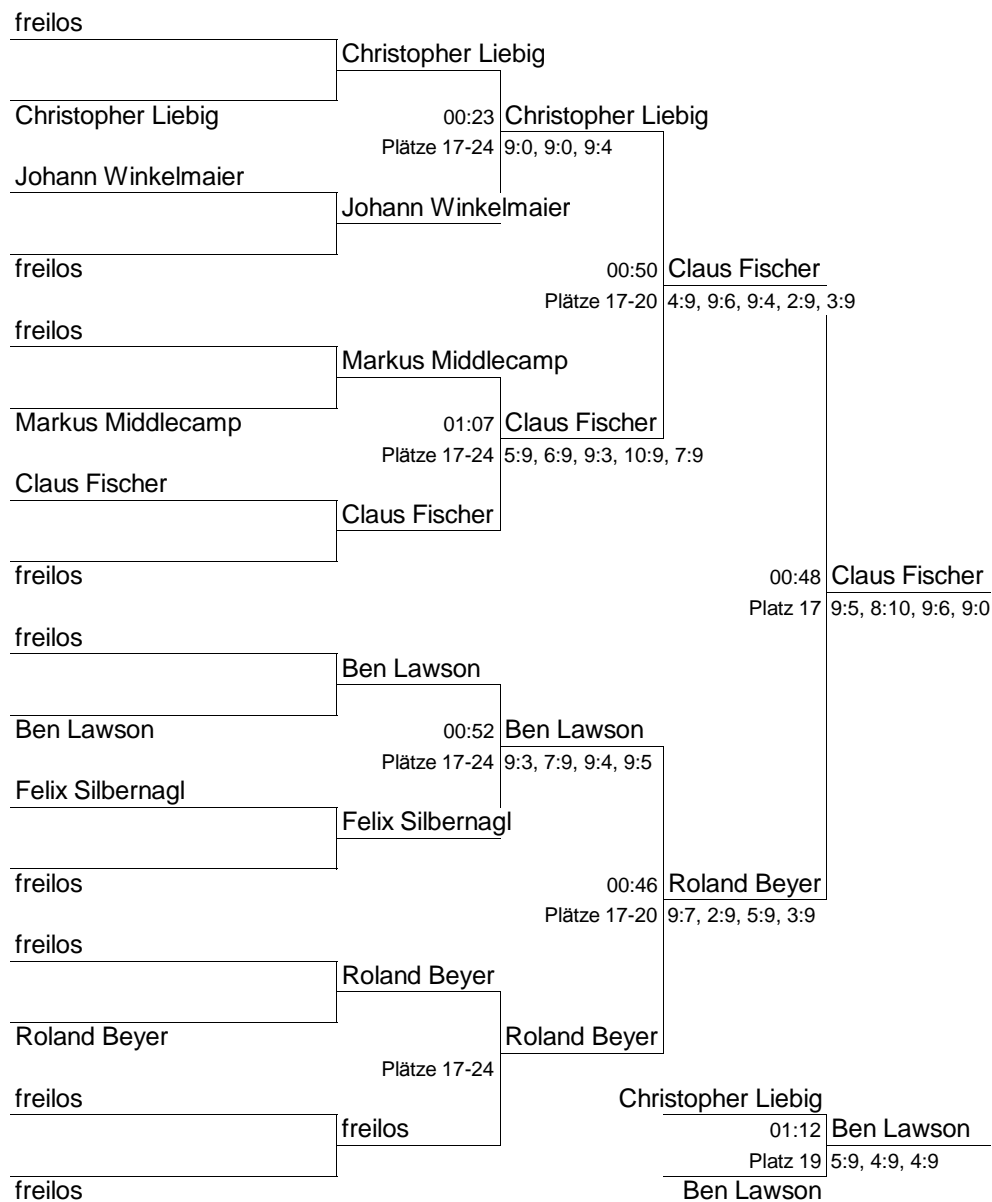 freilos
Christopher Liebig
Christopher Liebig 00:23 Christopher Liebig
Plätze 17-24 9:0, 9:0, 9:4
Johann Winkelmaier
Johann Winkelmaier
freilos 00:50 Claus Fischer
Plätze 17-20 4:9, 9:6, 9:4, 2:9, 3:9
freilos
Markus Middlecamp
Markus Middlecamp 01:07 Claus Fischer
Plätze 17-24 5:9, 6:9, 9:3, 10:9, 7:9
Claus Fischer
Claus Fischer
freilos 00:48 Claus Fischer
Platz 17 9:5, 8:10, 9:6, 9:0
freilos
Ben Lawson
Ben Lawson 00:52 Ben Lawson
Plätze 17-24 9:3, 7:9, 9:4, 9:5
Felix Silbernagl
Felix Silbernagl
freilos 00:46 Roland Beyer
Plätze 17-20 9:7, 2:9, 5:9, 3:9
freilos
Roland Beyer
Roland Beyer Roland Beyer
Plätze 17-24
freilos Christopher Liebig
freilos 01:12 Ben Lawson
Platz 19 5:9, 4:9, 4:9
freilos Ben Lawson